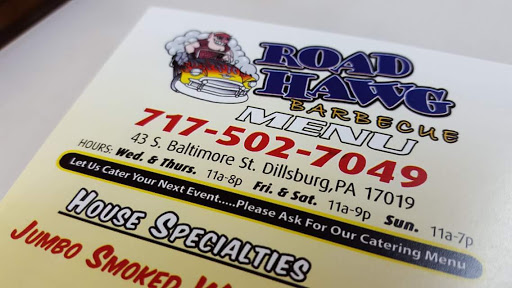 ROAD
HAWG
BARBECUE
MENU
717-502-7049
43 S. Baltimore St. Dillsburg, PA 17019
HOURS: Wed. & Thurs. 11a-8p Fri. & Sat. 11a-9p Sun. 11a-7p
Let Us Cater Your Next Event.....Please Ask For Our Catering Menu
HOUSE SPECIALTIES
JUMBO SMOKED